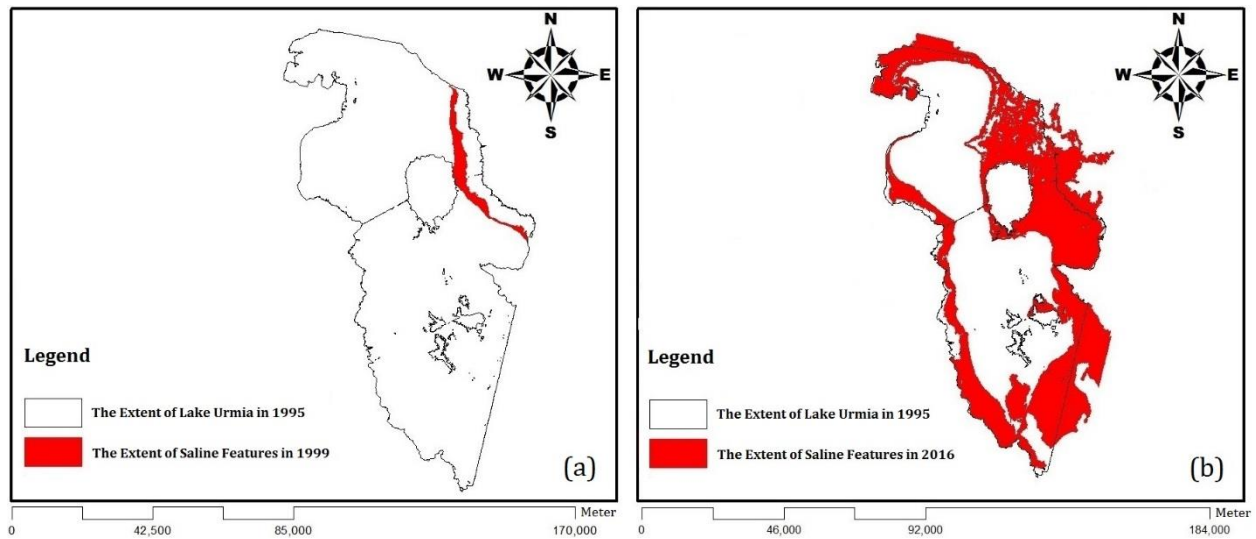 N
W E
S
Legend
The Extent of Lake Urmia in 1995
The Extent of Saline Features in 1999
(a)
Meter
0 42,500 85,000 170,000
N
W E
S
Legend
The Extent of Lake Urmia in 1995
The Extent of Saline Features in 2016
(b)
Meter
0 46,000 92,000 184,000